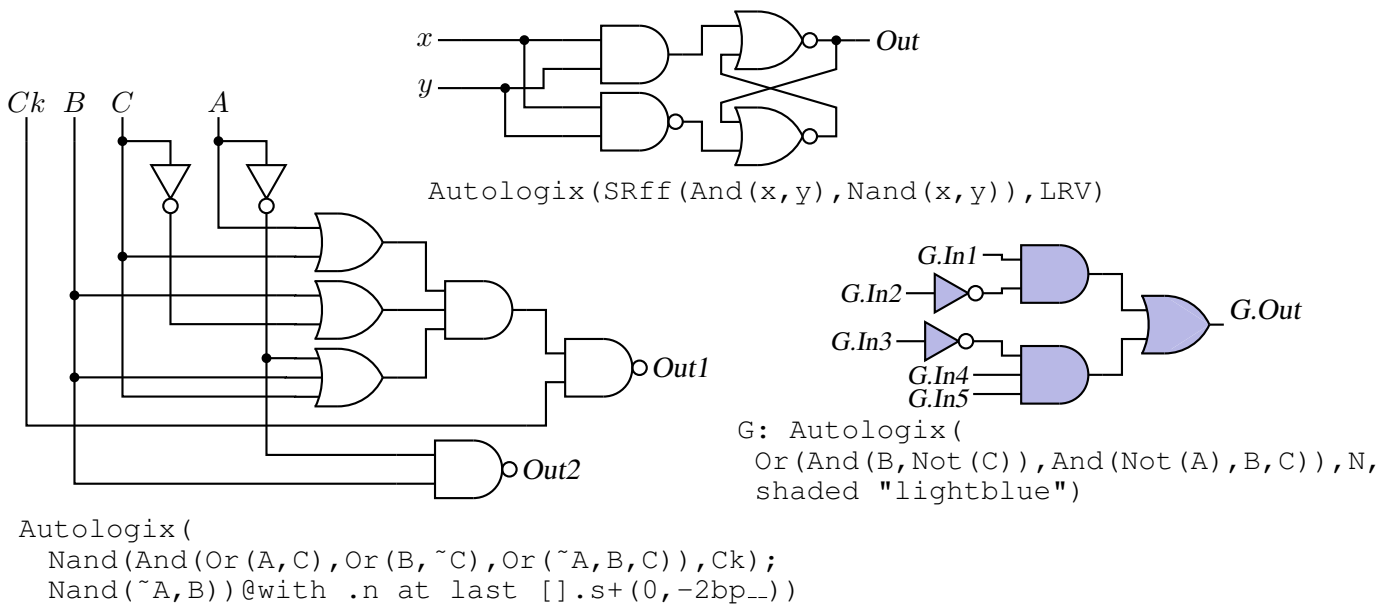 x
Out
y
Autologix(SRff(And(x,y),Nand(x,y)),LRV)
Ck B C A
Out1
Out2
Autologix(
Nand(And(Or(A,C),Or(B,˜C),Or(˜A,B,C)),Ck);
Nand(˜A,B))@with .n at last [].s+(0,−2bp__))
G.In1
G.In2
G.Out
G.In3
G.In4
G.In5
G: Autologix(
Or(And(B,Not(C)),And(Not(A),B,C)),N,
shaded "lightblue")